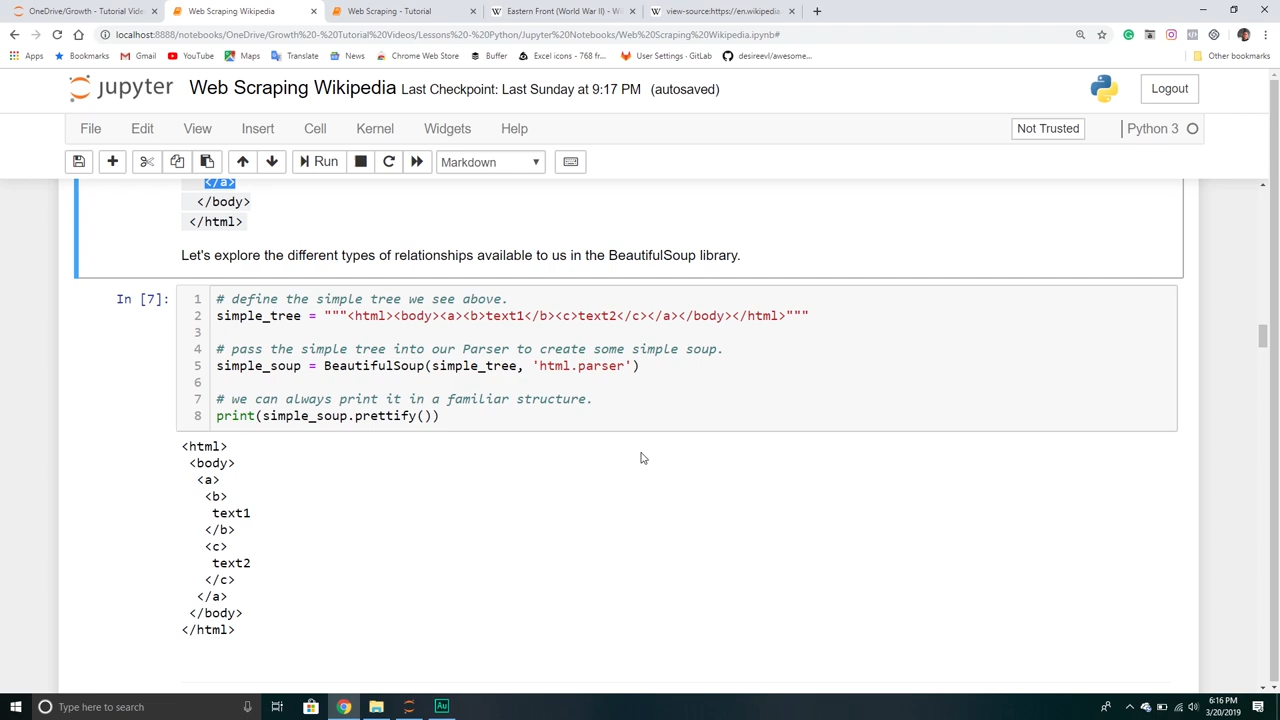 OneDrive/Growth - Tutorial Video
Web Scraping Wikipedia
Web Scraping - Tutorial
Eastern Front (World War II) - Wi
view-source:https://en.wikipedia.
localhost:8888/notebooks/OneDrive/Growth%20-%20Tutorial%20Videos/Lessons%20-%20Python/Jupyter%20Notebooks/Web%20Scraping%20Wikipedia.ipynb#
Apps
Bookmarks
Gmail
YouTube
Maps
Translate
News
Chrome Web Store
Buffer
Excel icons - 768 fr...
User Settings · GitLab
desireevl/awesome...
Other bookmarks
jupyter
Web Scraping Wikipedia Last Checkpoint: Last Sunday at 9:17 PM (autosaved)
Logout
File Edit View Insert Cell Kernel Widgets Help
Not Trusted
Python 3
Run
Markdown
</a>
</body>
</html>
Let's explore the different types of relationships available to us in the BeautifulSoup library.
In [7]:
1 # define the simple tree we see above.
2 simple_tree = """<html><body><a><b>text1</b><c>text2</c></a></body></html>"""
3
4 # pass the simple tree into our Parser to create some simple soup.
5 simple_soup = BeautifulSoup(simple_tree, 'html.parser')
6
7 # we can always print it in a familiar structure.
8 print(simple_soup.prettify())
<html>
<body>
<a>
<b>
text1
</b>
<c>
text2
</c>
</a>
</body>
</html>
Type here to search
Au
6:16 PM
3/20/2019